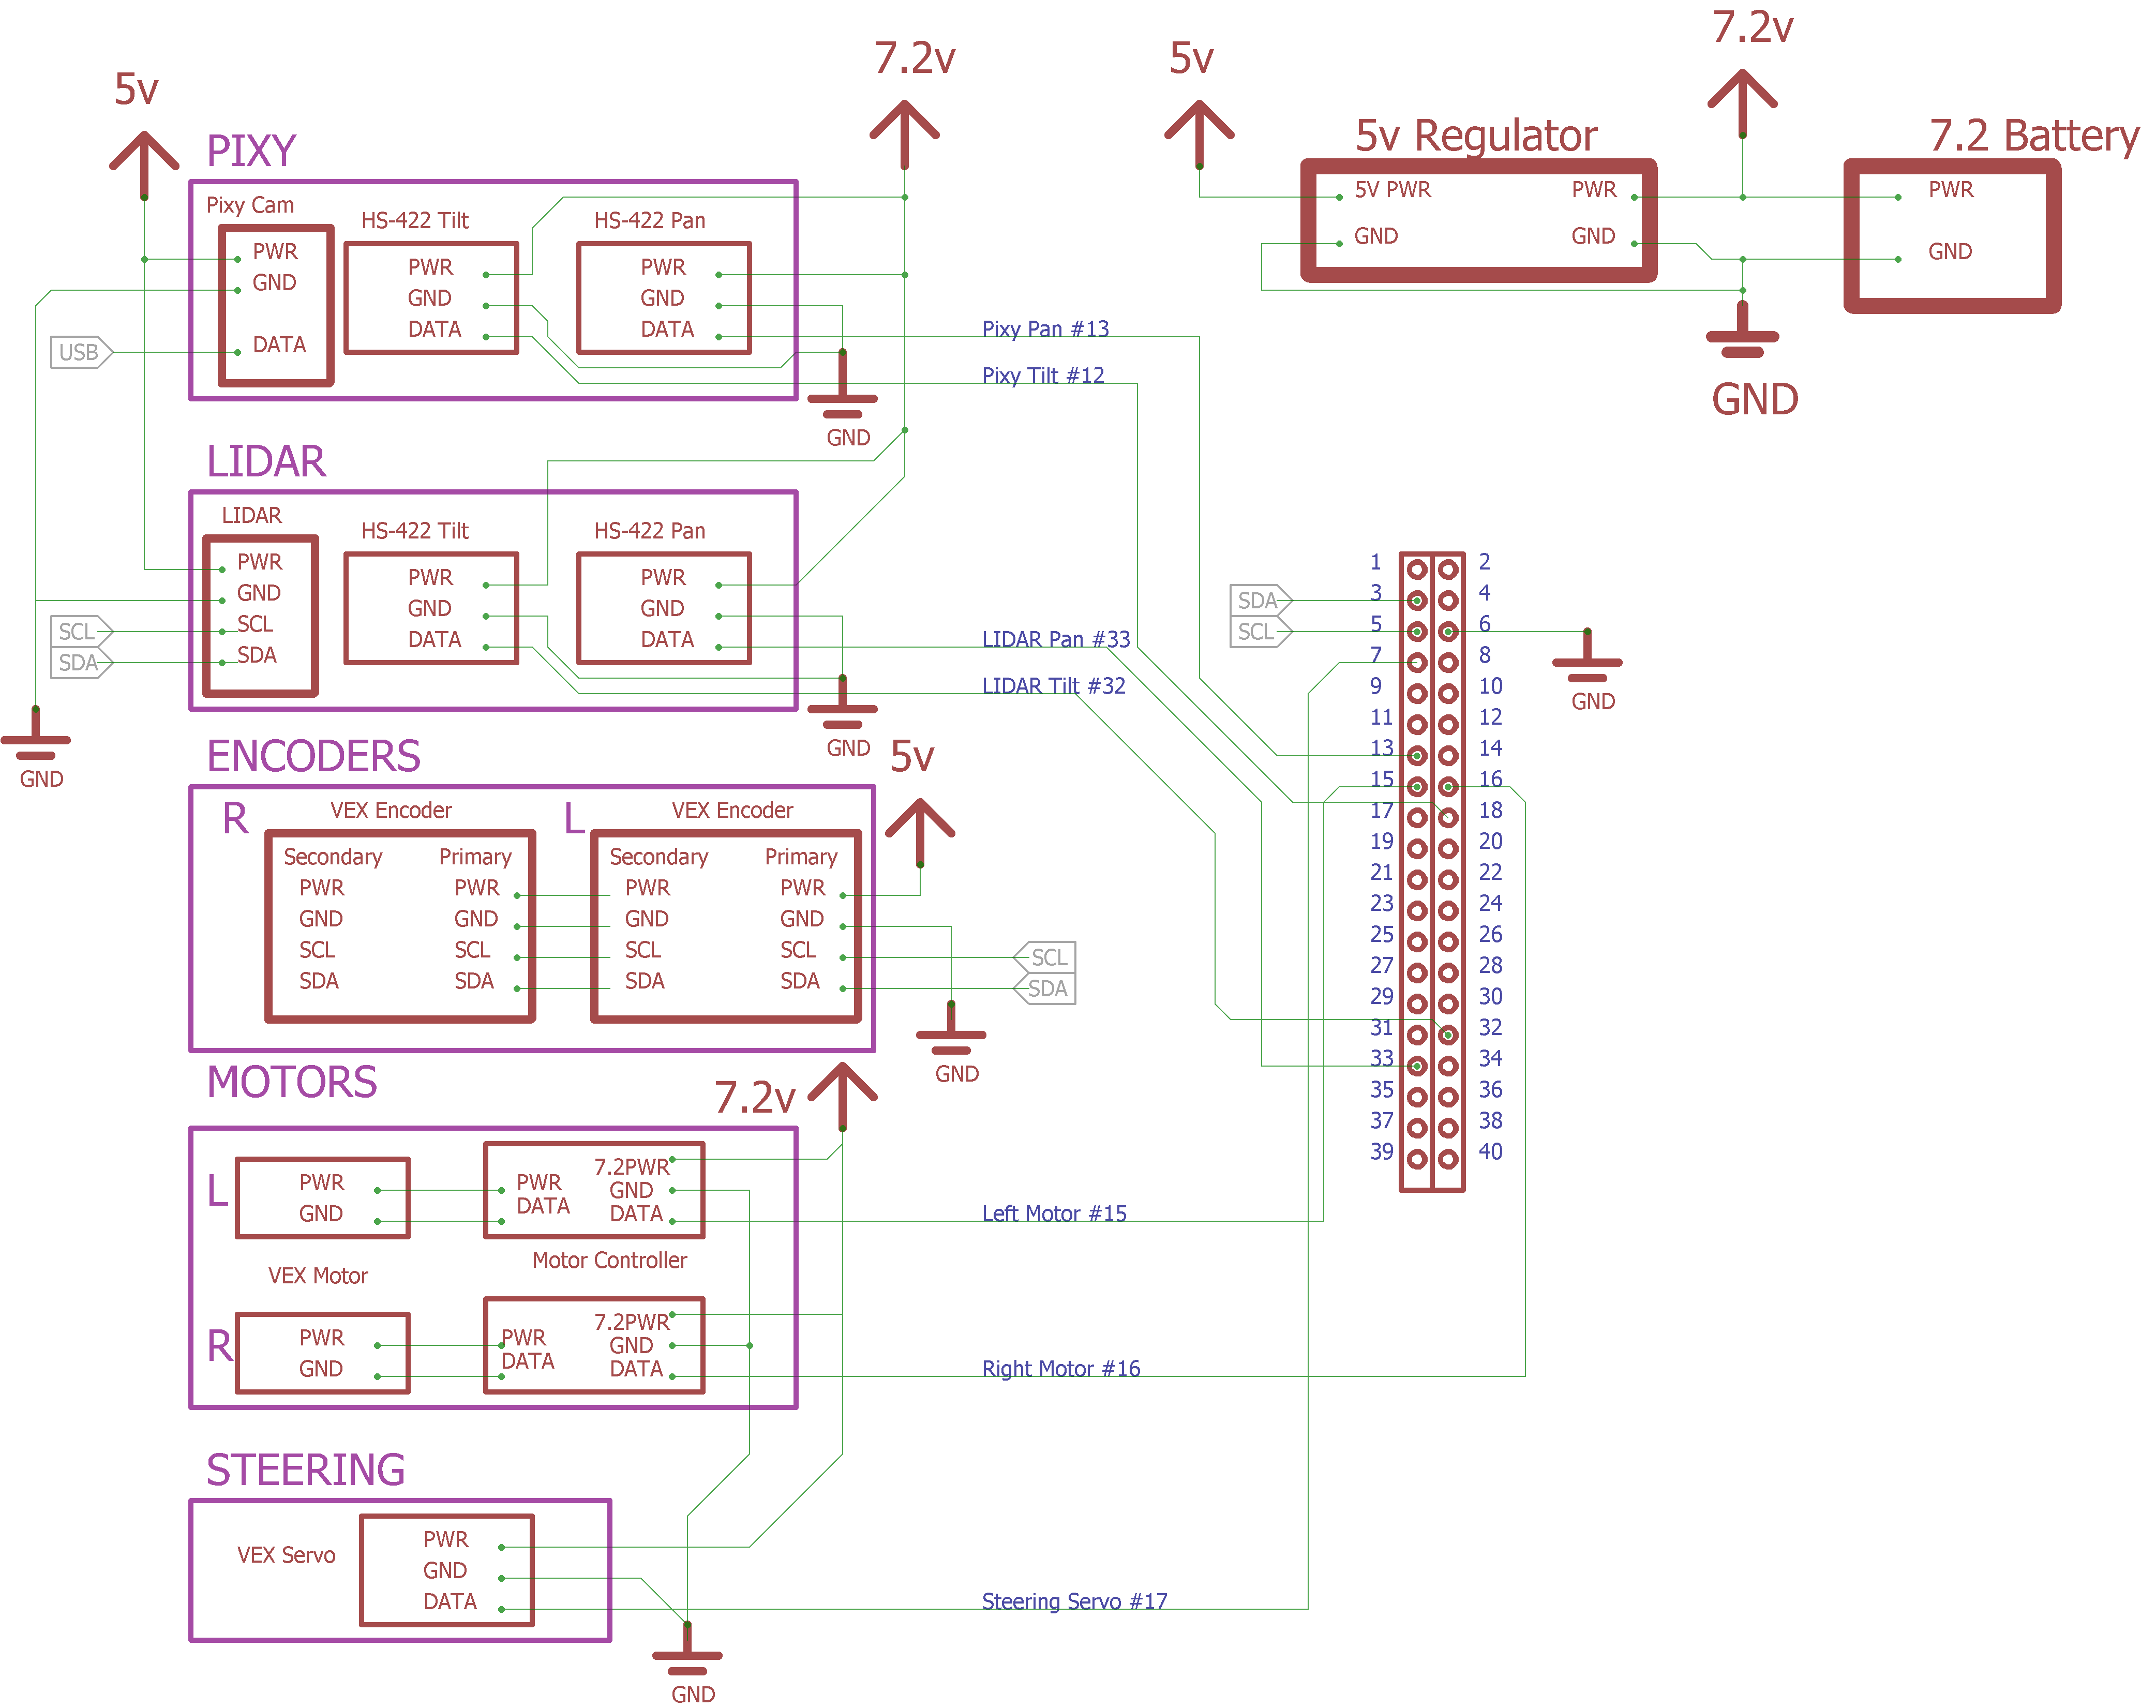 7.2v
7.2v
5v
5v
5v Regulator
7.2 Battery
5V PWR
PWR
GND
GND
PWR
GND
GND
PIXY
Pixy Cam
PWR
GND
DATA
USB
HS-422 Tilt
PWR
GND
DATA
HS-422 Pan
PWR
GND
DATA
GND
Pixy Pan #13
Pixy Tilt #12
LIDAR
LIDAR
PWR
GND
SCL
SDA
SCL
SDA
GND
HS-422 Tilt
PWR
GND
DATA
HS-422 Pan
PWR
GND
DATA
GND
LIDAR Pan #33
LIDAR Tilt #32
ENCODERS
5v
R
VEX Encoder
Secondary
Primary
PWR
PWR
GND
GND
SCL
SCL
SDA
SDA
L
VEX Encoder
Secondary
Primary
PWR
PWR
GND
GND
SCL
SCL
SDA
SDA
SCL
SDA
GND
MOTORS
7.2v
L
PWR
GND
PWR
DATA
7.2PWR
GND
DATA
Left Motor #15
VEX Motor
Motor Controller
R
PWR
GND
PWR
DATA
7.2PWR
GND
DATA
Right Motor #16
STEERING
VEX Servo
PWR
GND
DATA
Steering Servo #17
GND
SDA
SCL
GND
1 2
3 4
5 6
7 8
9 10
11 12
13 14
15 16
17 18
19 20
21 22
23 24
25 26
27 28
29 30
31 32
33 34
35 36
37 38
39 40